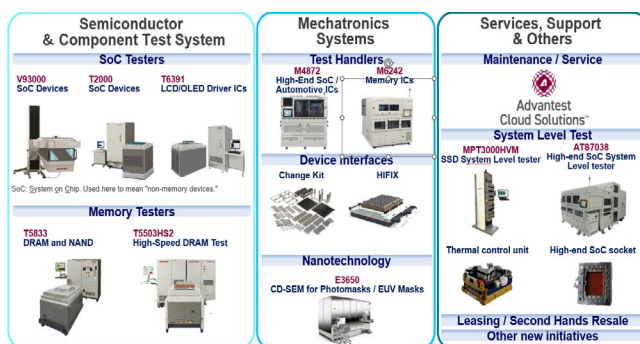 Semiconductor
& Component Test System
SoC Testers
V93000
SoC Devices
T2000
SoC Devices
T6391
LCD/OLED Driver ICs
SoC: System on Chip. Used here to mean "non-memory devices."
Memory Testers
T5833
DRAM and NAND
T5503HS2
High-Speed DRAM Test
Mechatronics
Systems
Test Handlers
M4872
High-End SoC /
Automotive ICs
M6242
Memory ICs
Device interfaces
Change Kit
HIFIX
Nanotechnology
E3650
CD-SEM for Photomasks / EUV Masks
Services, Support
& Others
Maintenance / Service
Advantest
Cloud Solutions™
System Level Test
MPT3000HVM
SSD System Level tester
ATS7038
High-end SoC System
Level tester
Thermal control unit
High-end SoC socket
Leasing / Second Hands Resale
Other new initiatives